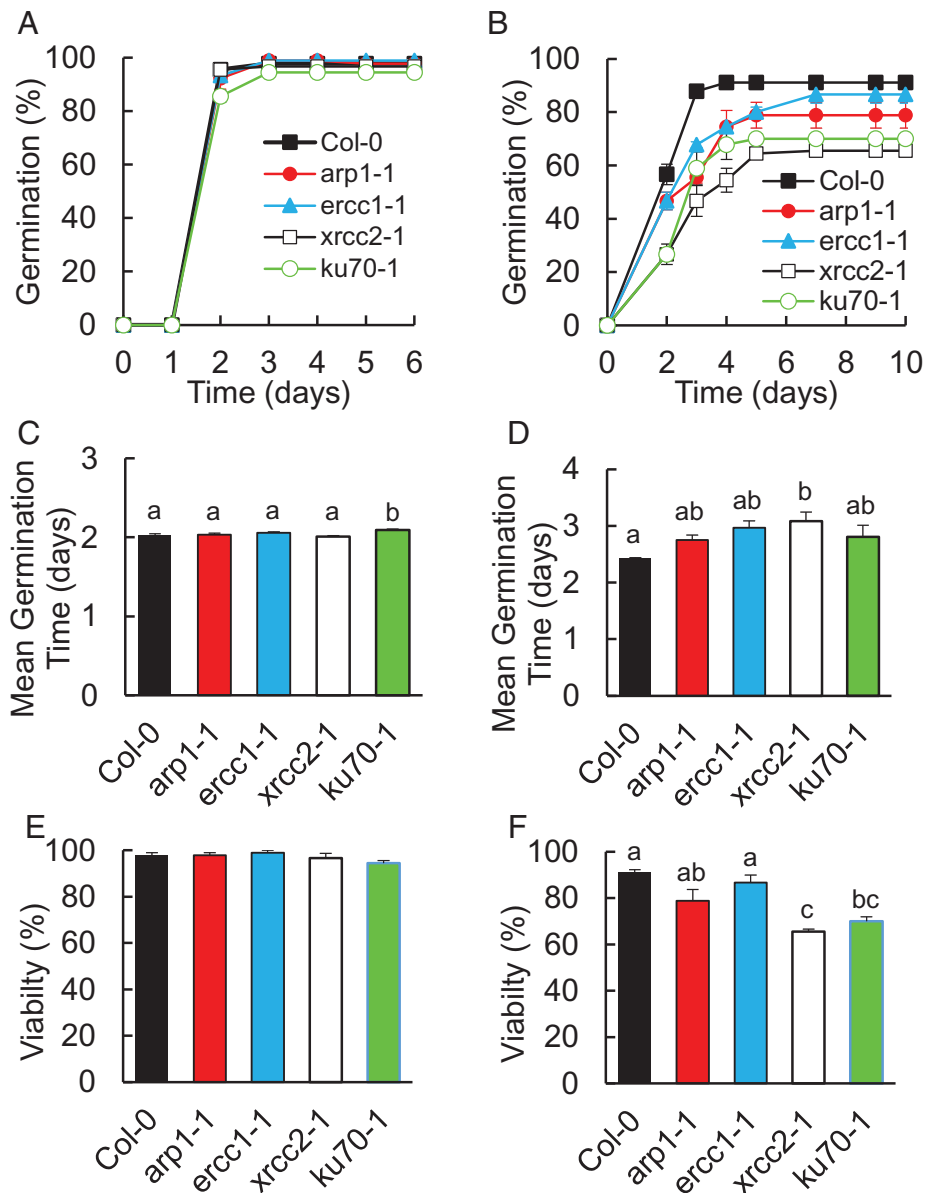 A
Germination (%)
100
80
60
40
20
0
Col-0
arp1-1
ercc1-1
xrcc2-1
ku70-1
0 1 2 3 4 5 6
Time (days)
B
Germination (%)
100
80
60
40
20
0
Col-0
arp1-1
ercc1-1
xrcc2-1
ku70-1
0 2 4 6 8 10
Time (days)
C
Mean Germination
Time (days)
3
2
1
0
a a a a b
Col-0 arp1-1 ercc1-1 xrcc2-1 ku70-1
D
Mean Germination
Time (days)
4
3
2
1
0
a ab ab b ab
Col-0 arp1-1 ercc1-1 xrcc2-1 ku70-1
E
Viabilty (%)
100
80
60
40
20
0
Col-0 arp1-1 ercc1-1 xrcc2-1 ku70-1
F
Viabilty (%)
100
80
60
40
20
0
a ab a c bc
Col-0 arp1-1 ercc1-1 xrcc2-1 ku70-1